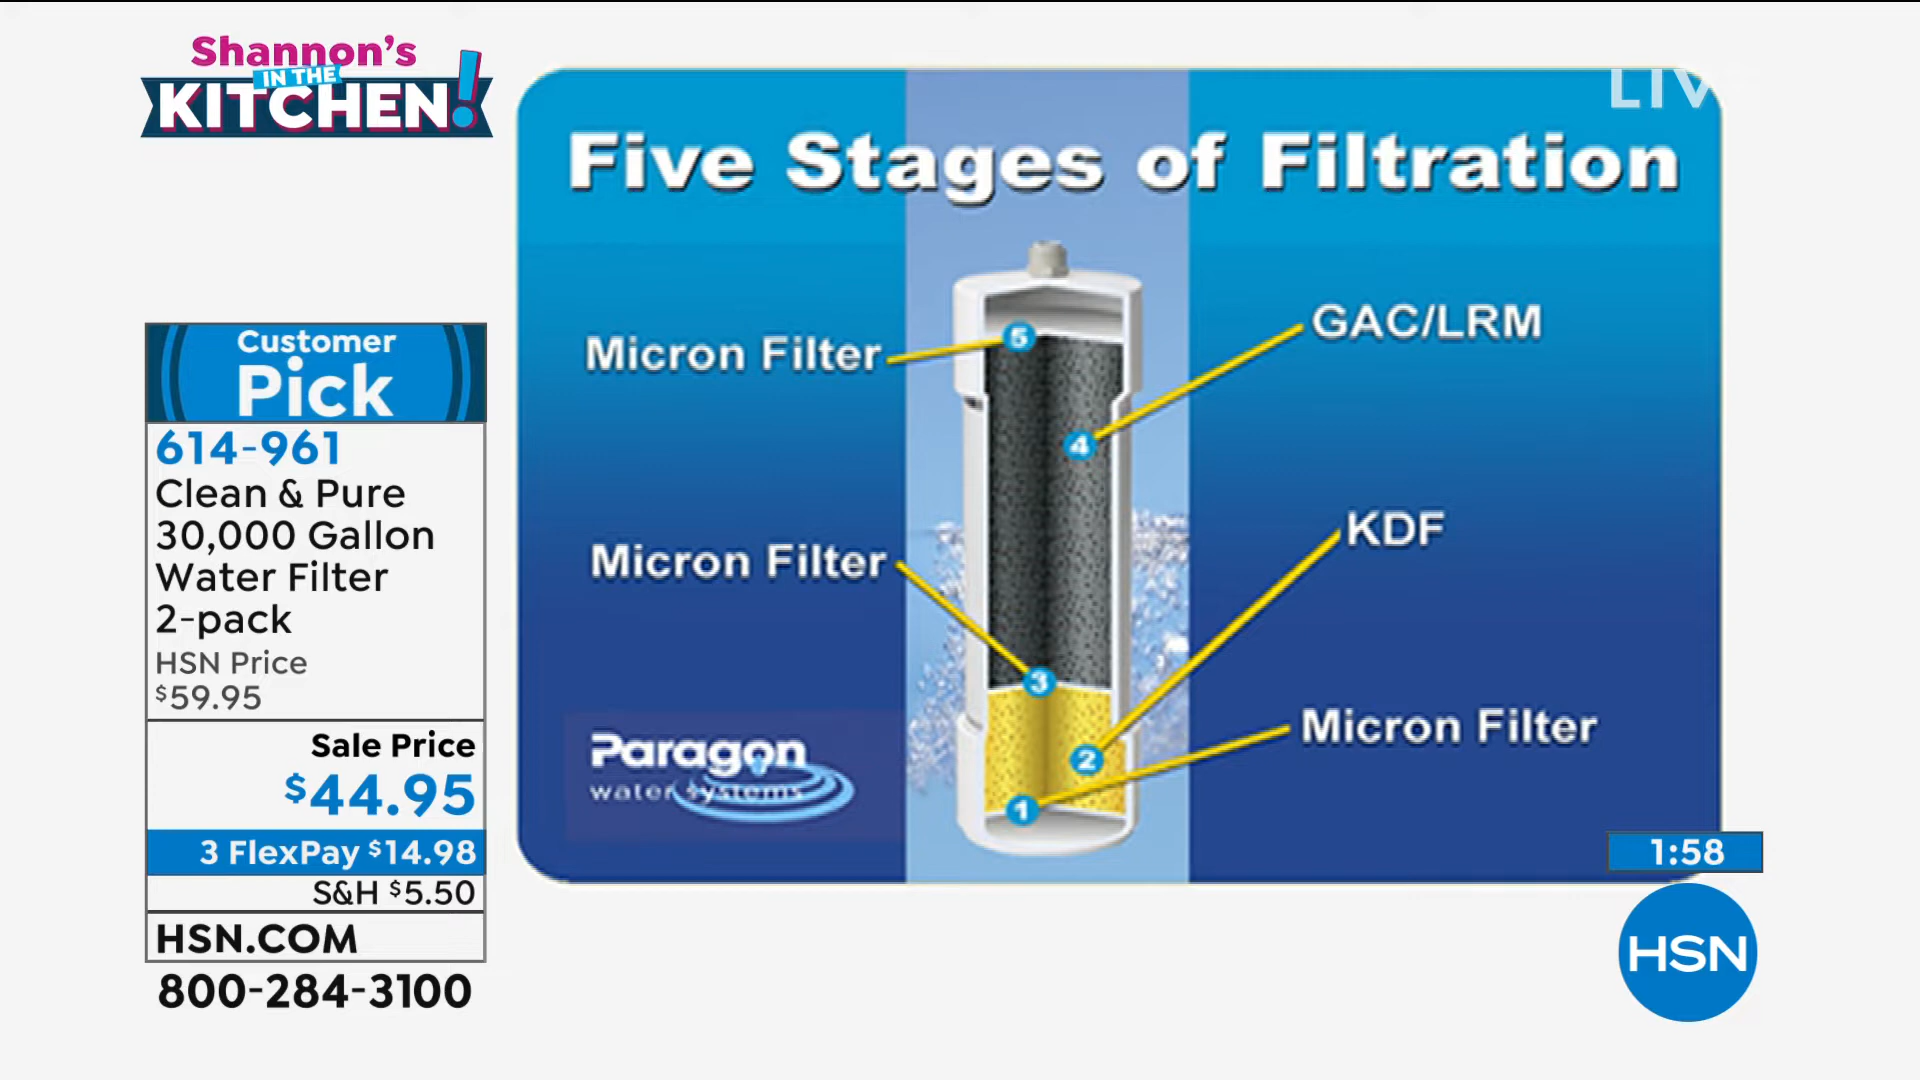 Shannon's
IN THE
KITCHEN!
Customer
Pick
614-961
Clean & Pure
30,000 Gallon
Water Filter
2-pack
HSN Price
$59.95
Sale Price
$44.95
3 FlexPay $14.98
S&H $5.50
HSN.COM
800-284-3100
LIV
Five Stages of Filtration
Micron Filter
5
GAC/LRM
4
Micron Filter
3
KDF
2
Micron Filter
1
Paragon
water systems
1:58
HSN